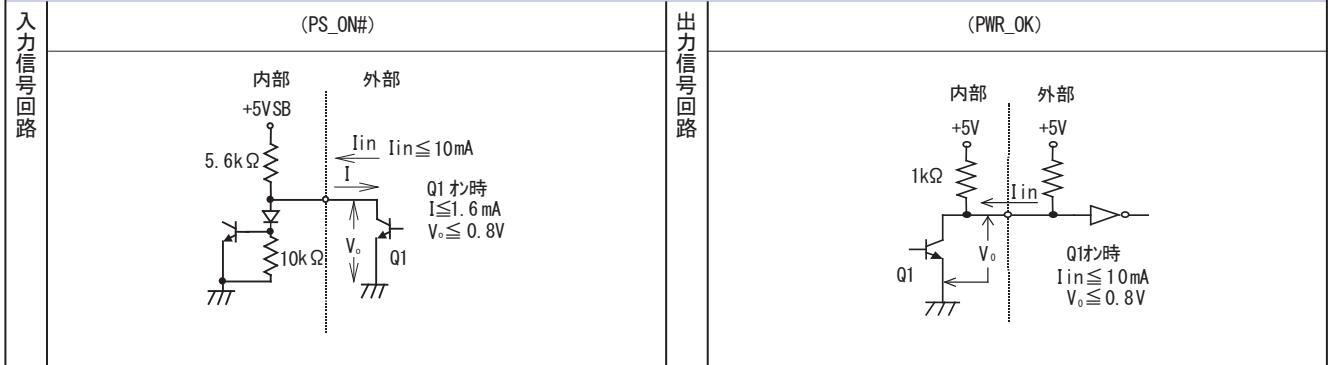 入力信号回路
(PS_ON#)
内部
外部
+5VSB
5.6kΩ
Iin
Iin≦10mA
I
Q1 オン時
I≦1.6mA
V₀≦ 0.8V
V₀
10kΩ
Q1
出力信号回路
(PWR_OK)
内部
外部
+5V
+5V
1kΩ
Iin
V₀
Q1
Q1オン時
Iin≦10mA
V₀≦0.8V